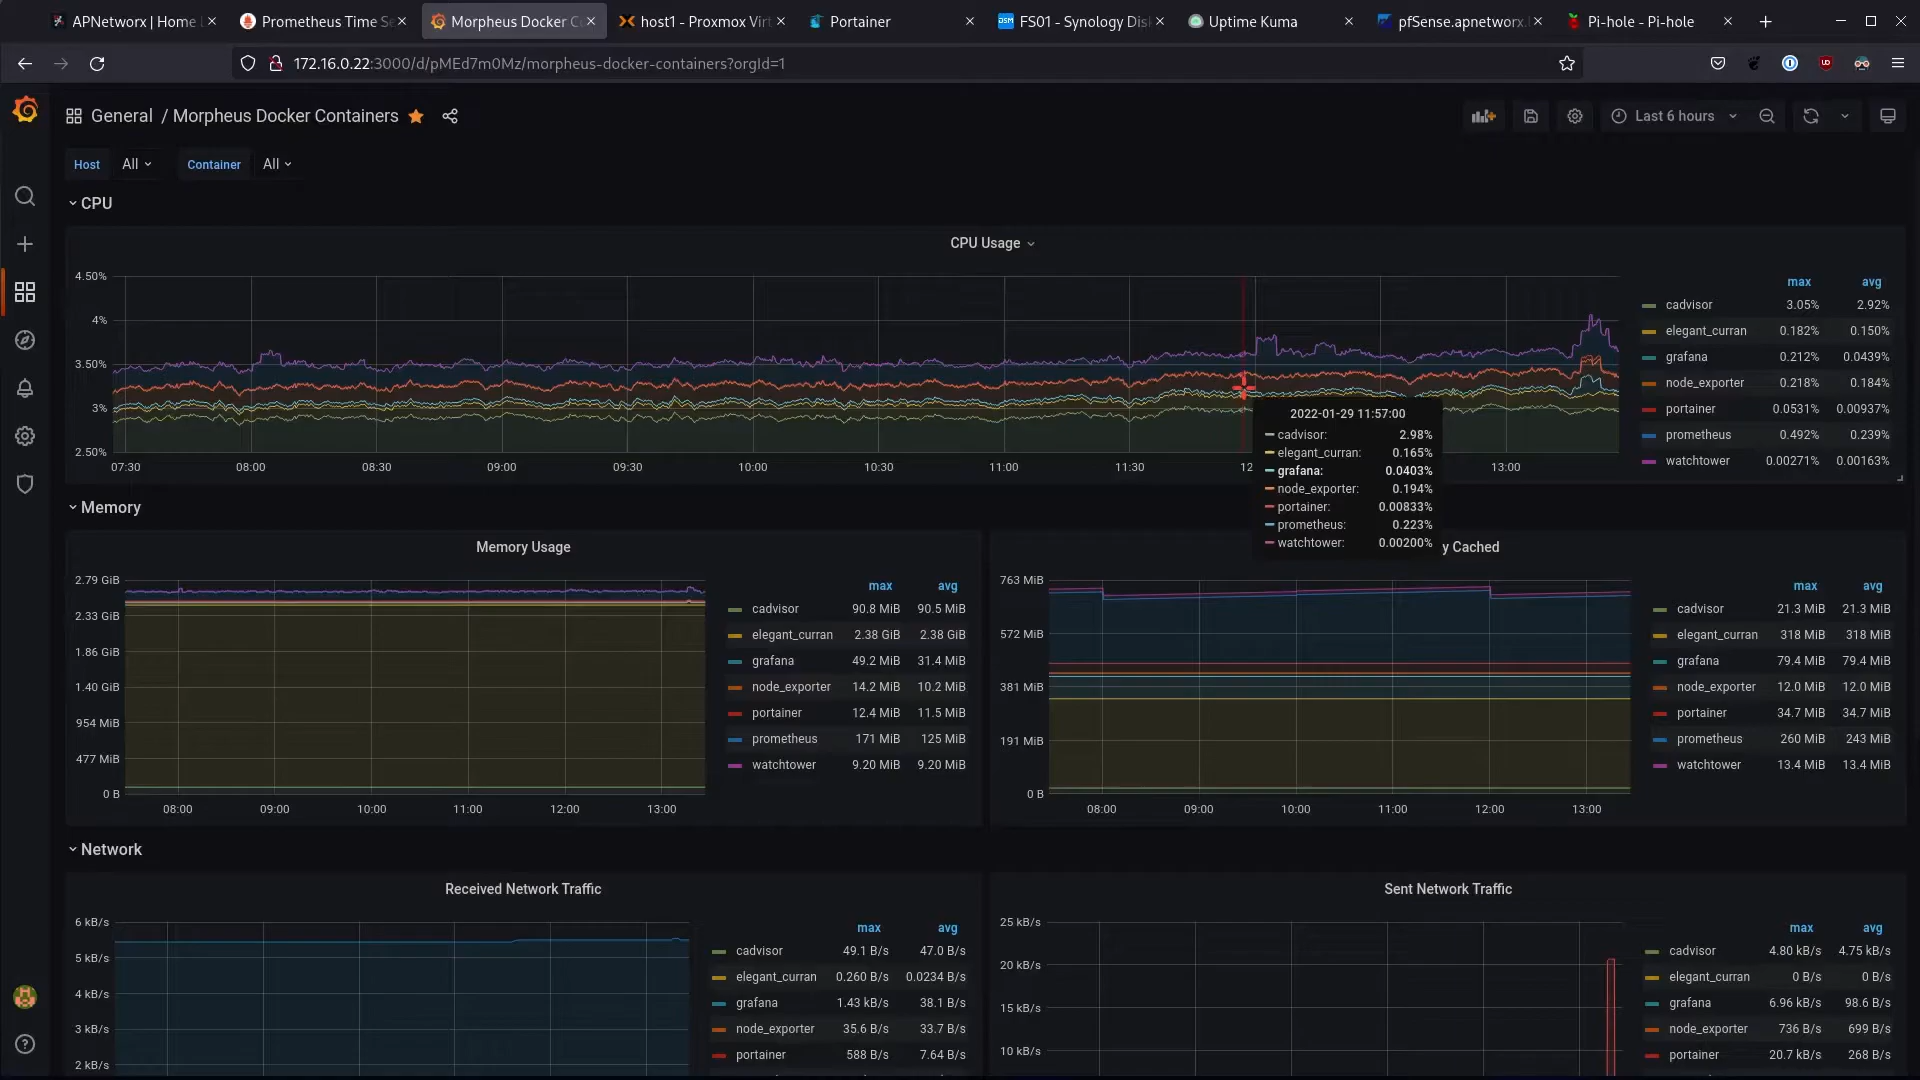 APNetworx | Home
Prometheus Time Se
Morpheus Docker C
host1 - Proxmox Virt
Portainer
DSM
FS01 - Synology Dis
Uptime Kuma
pfSense.apnetworx.
Pi-hole - Pi-hole
172.16.0.22:3000/d/pMEd7m0Mz/morpheus-docker-containers?orgId=1
General / Morpheus Docker Containers
Last 6 hours
Host All
Container All
CPU
CPU Usage
4.50%
4%
3.50%
3%
2.50%
07:30 08:00 08:30 09:00 09:30 10:00 10:30 11:00 11:30 12 13:00
max avg
cadvisor 3.05% 2.92%
elegant_curran 0.182% 0.150%
grafana 0.212% 0.0439%
node_exporter 0.218% 0.184%
portainer 0.0531% 0.00937%
prometheus 0.492% 0.239%
watchtower 0.00271% 0.00163%
2022-01-29 11:57:00
cadvisor: 2.98%
elegant_curran: 0.165%
grafana: 0.0403%
node_exporter: 0.194%
portainer: 0.00833%
prometheus: 0.223%
watchtower: 0.00200%
Memory
Memory Usage
2.79 GiB
2.33 GiB
1.86 GiB
1.40 GiB
954 MiB
477 MiB
0 B
08:00 09:00 10:00 11:00 12:00 13:00
max avg
cadvisor 90.8 MiB 90.5 MiB
elegant_curran 2.38 GiB 2.38 GiB
grafana 49.2 MiB 31.4 MiB
node_exporter 14.2 MiB 10.2 MiB
portainer 12.4 MiB 11.5 MiB
prometheus 171 MiB 125 MiB
watchtower 9.20 MiB 9.20 MiB
y Cached
763 MiB
572 MiB
381 MiB
191 MiB
0 B
08:00 09:00 10:00 11:00 12:00 13:00
max avg
cadvisor 21.3 MiB 21.3 MiB
elegant_curran 318 MiB 318 MiB
grafana 79.4 MiB 79.4 MiB
node_exporter 12.0 MiB 12.0 MiB
portainer 34.7 MiB 34.7 MiB
prometheus 260 MiB 243 MiB
watchtower 13.4 MiB 13.4 MiB
Network
Received Network Traffic
6 kB/s
5 kB/s
4 kB/s
3 kB/s
2 kB/s
max avg
cadvisor 49.1 B/s 47.0 B/s
elegant_curran 0.260 B/s 0.0234 B/s
grafana 1.43 kB/s 38.1 B/s
node_exporter 35.6 B/s 33.7 B/s
portainer 588 B/s 7.64 B/s
Sent Network Traffic
25 kB/s
20 kB/s
15 kB/s
10 kB/s
max avg
cadvisor 4.80 kB/s 4.75 kB/s
elegant_curran 0 B/s 0 B/s
grafana 6.96 kB/s 98.6 B/s
node_exporter 736 B/s 699 B/s
portainer 20.7 kB/s 268 B/s